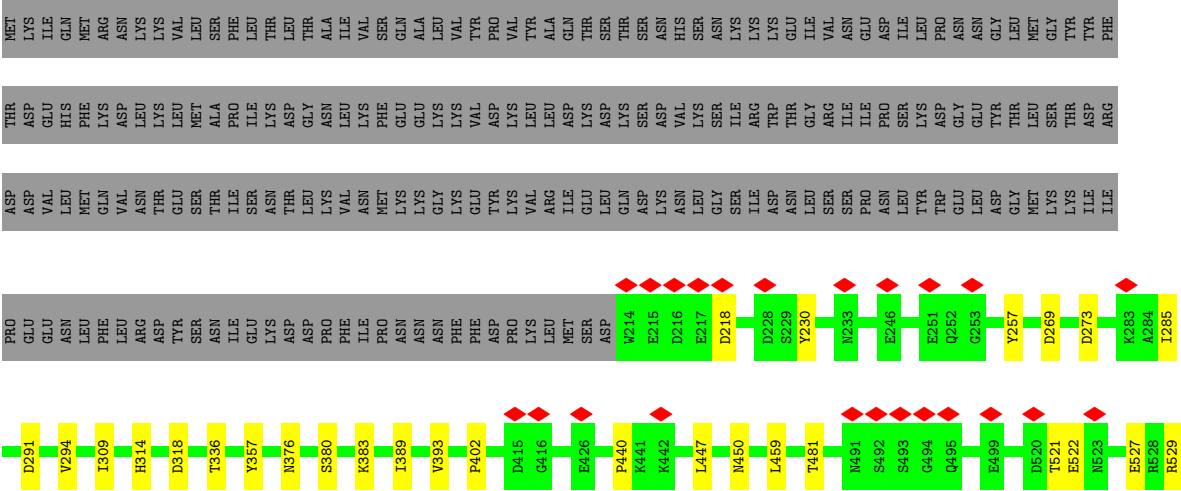 MET LYS ILE GLN MET ARG ASN LYS LYS VAL LEU SER PHE LEU THR LEU THR ALA ILE VAL SER GLN ALA LEU VAL TYR PRO VAL TYR ALA GLN THR SER THR SER SER ASN HIS SER ASN LYS LYS LYS GLU ILE VAL ASN GLU ASP ILE LEU PRO ASN ASN GLY LEU MET GLY TYR TYR PHE
THR ASP GLU HIS PHE LYS ASP LEU LYS LEU MET ALA PRO ILE LYS ASP GLY ASN LEU LYS PHE GLU GLU LYS LYS VAL ASP LYS LEU LEU ASP LYS ASP LYS SER ASP VAL LYS SER ILE ARG TRP THR GLY ARG ILE ILE PRO SER LYS ASP GLY GLU TYR THR LEU SER THR ASP ARG
ASP ASP VAL LEU MET GLN VAL ASN THR GLU SER THR ILE SER ASN THR LEU LYS VAL ASN MET LYS LYS GLY LYS GLU TYR LYS VAL ARG ILE GLU LEU GLN ASP LYS ASN LEU GLY SER ILE ASP ASN LEU SER SER PRO ASN LEU TYR TRP GLU LEU ASP GLY MET LYS LYS ILE ILE
PRO GLU GLU ASN LEU PHE LEU ARG ASP TYR SER ASN ILE GLU LYS ASP ASP PRO PHE ILE PRO ASN ASN ASN PHE PHE ASP PRO LYS LEU MET SER ASP W214 E215 D216 E217 D218 D228 S229 Y230 N233 E246 E251 Q252 G253 Y257 D269 D273 K283 A284 I285
D291 V294 I309 H314 D318 T336 Y357 N376 S380 K383 I389 V393 P402 D415 G416 E426 P440 K441 K442 L447 N450 L459 T481 N491 S492 S493 G494 Q495 E499 D520 T521 E522 N523 E527 R528 R529